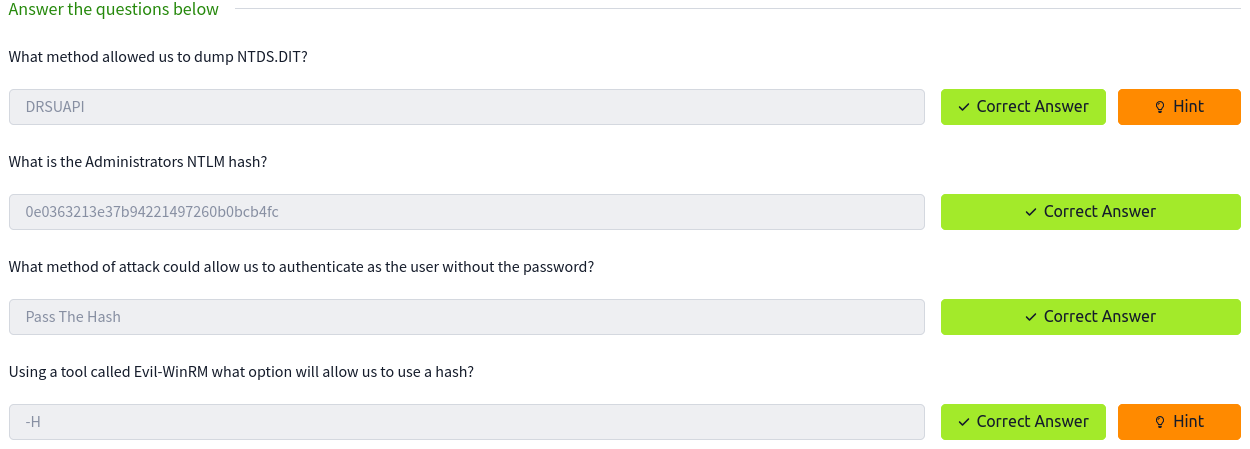 Answer the questions below
What method allowed us to dump NTDS.DIT?
DRSUAPI
Correct Answer
Hint
What is the Administrators NTLM hash?
0e0363213e37b94221497260b0bcb4fc
Correct Answer
What method of attack could allow us to authenticate as the user without the password?
Pass The Hash
Correct Answer
Using a tool called Evil-WinRM what option will allow us to use a hash?
-H
Correct Answer
Hint